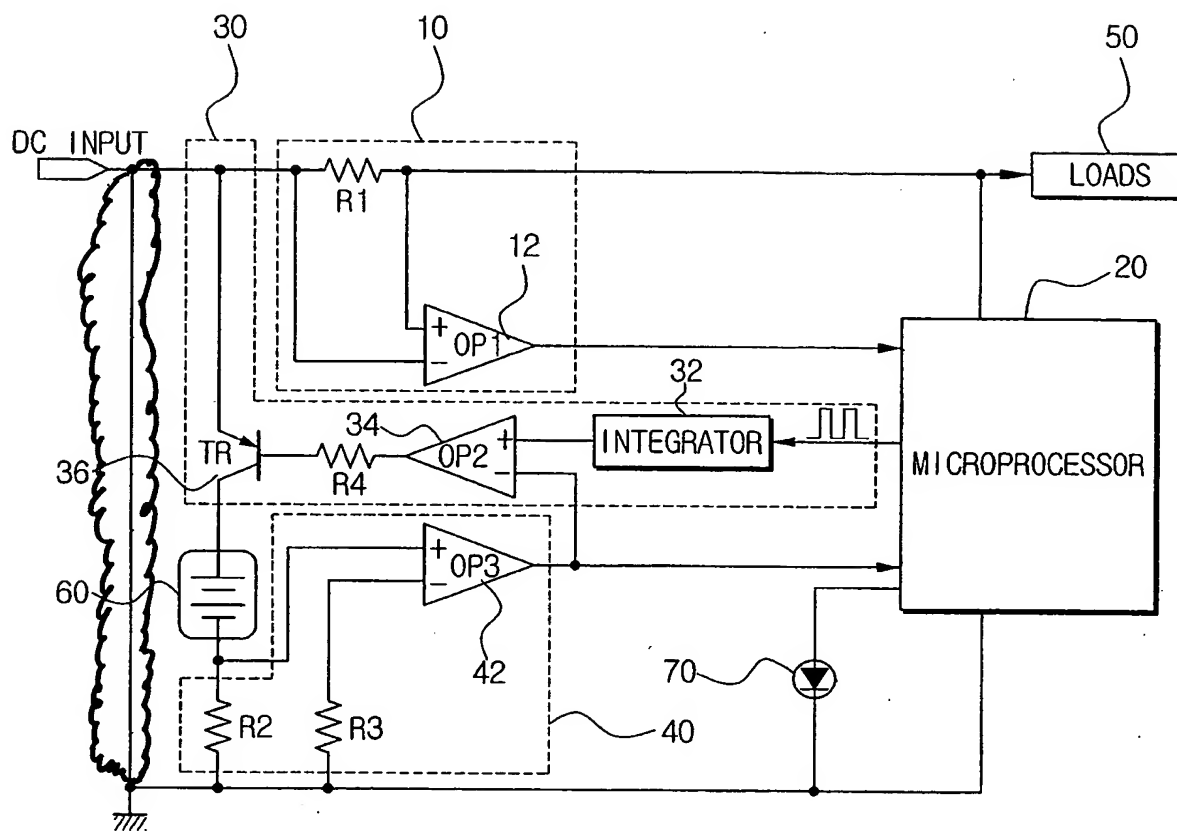 30
10
50
DC INPUT
R1
LOADS
12
20
+
OP1
−
32
34
TR
R4
OP2
+
−
INTEGRATOR
MICROPROCESSOR
36
60
+
OP3
−
42
70
R2
R3
40